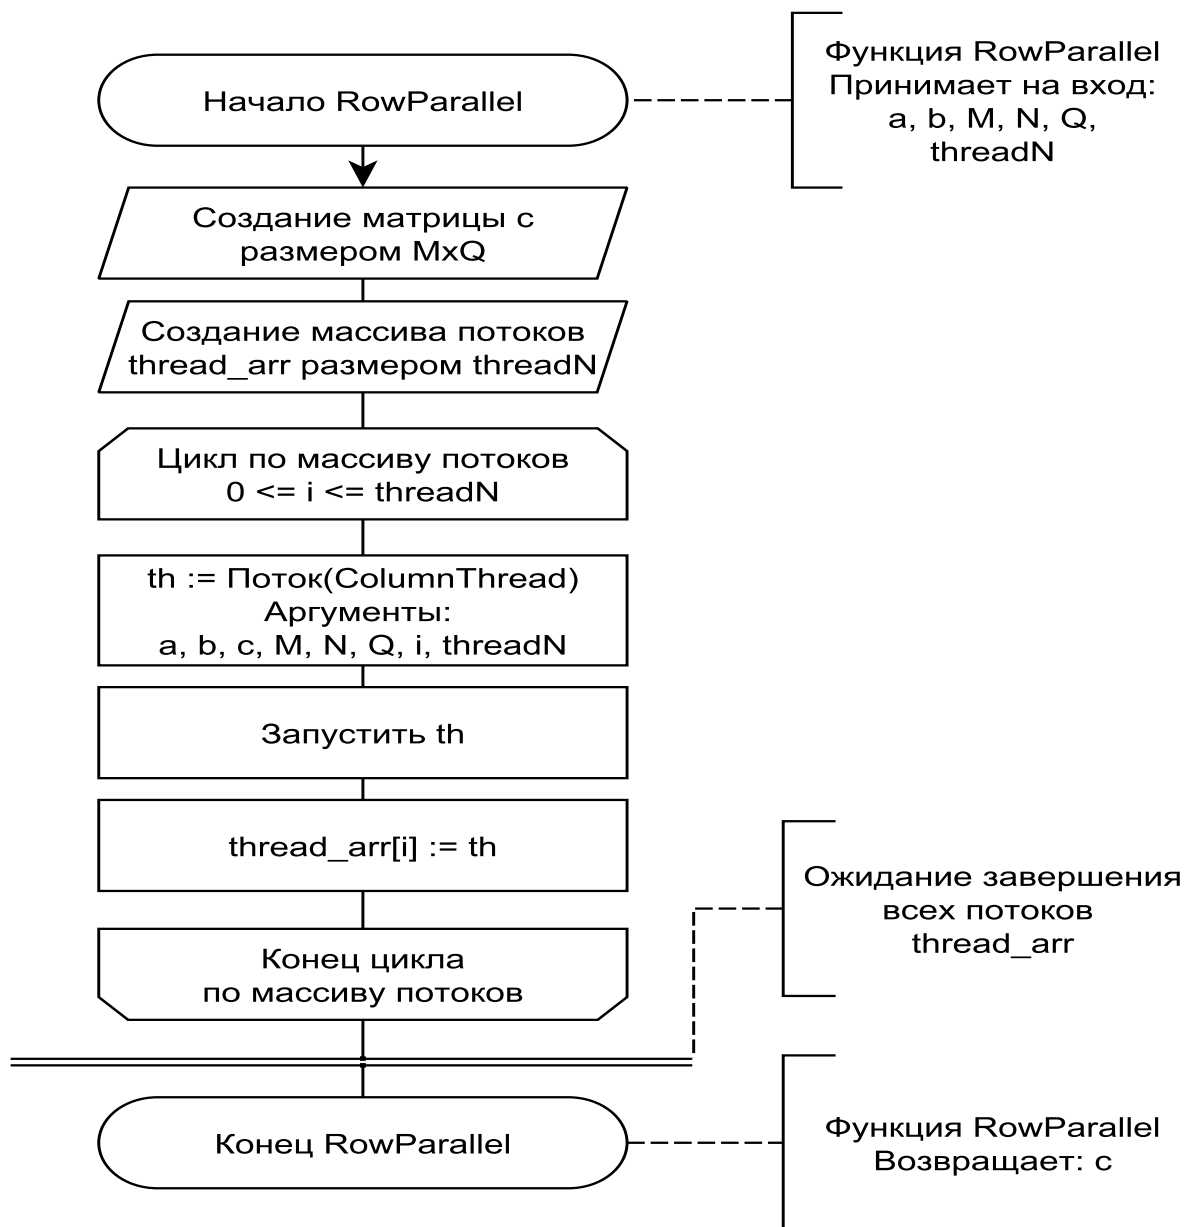 Начало RowParallel
Функция RowParallel
Принимает на вход:
a, b, M, N, Q,
threadN
Создание матрицы с
размером MxQ
Создание массива потоков
thread_arr размером threadN
Цикл по массиву потоков
0 <= i <= threadN
th := Поток(ColumnThread)
Аргументы:
a, b, c, M, N, Q, i, threadN
Запустить th
thread_arr[i] := th
Конец цикла
по массиву потоков
Ожидание завершения
всех потоков
thread_arr
Конец RowParallel
Функция RowParallel
Возвращает: c